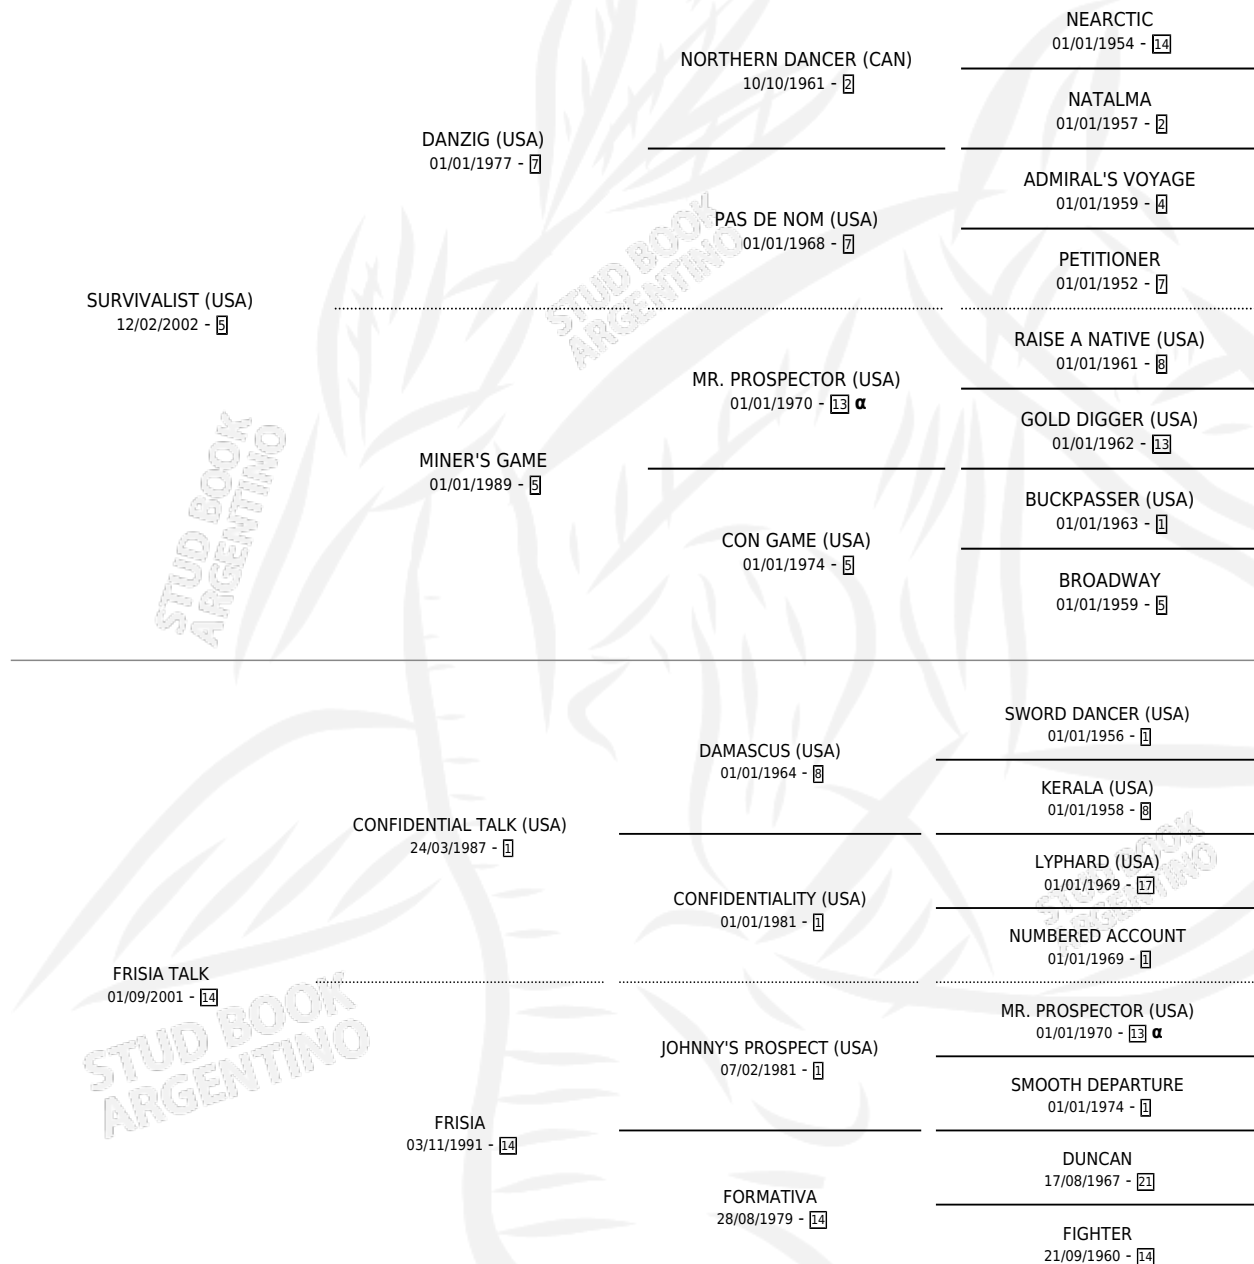 NEARCTIC
01/01/1954 - 14
NORTHERN DANCER (CAN)
10/10/1961 - 2
NATALMA
01/01/1957 - 2
DANZIG (USA)
01/01/1977 - 7
ADMIRAL'S VOYAGE
01/01/1959 - 4
PAS DE NOM (USA)
01/01/1968 - 7
PETITIONER
01/01/1952 - 7
SURVIVALIST (USA)
12/02/2002 - 5
RAISE A NATIVE (USA)
01/01/1961 - 8
MR. PROSPECTOR (USA)
01/01/1970 - 13 α
GOLD DIGGER (USA)
01/01/1962 - 13
MINER'S GAME
01/01/1989 - 5
BUCKPASSER (USA)
01/01/1963 - 1
CON GAME (USA)
01/01/1974 - 5
BROADWAY
01/01/1959 - 5
SWORD DANCER (USA)
01/01/1956 - 1
DAMASCUS (USA)
01/01/1964 - 8
KERALA (USA)
01/01/1958 - 8
CONFIDENTIAL TALK (USA)
24/03/1987 - 1
LYPHARD (USA)
01/01/1969 - 17
CONFIDENTIALITY (USA)
01/01/1981 - 1
NUMBERED ACCOUNT
01/01/1969 - 1
FRISIA TALK
01/09/2001 - 14
MR. PROSPECTOR (USA)
01/01/1970 - 13 α
JOHNNY'S PROSPECT (USA)
07/02/1981 - 1
SMOOTH DEPARTURE
01/01/1974 - 1
FRISIA
03/11/1991 - 14
DUNCAN
17/08/1967 - 21
FORMATIVA
28/08/1979 - 14
FIGHTER
21/09/1960 - 14
STUD BOOK
ARGENTINO
STUD BOOK
ARGENTINO
STUD BOOK
ARGENTINO
STUD BOOK
ARGENTINO